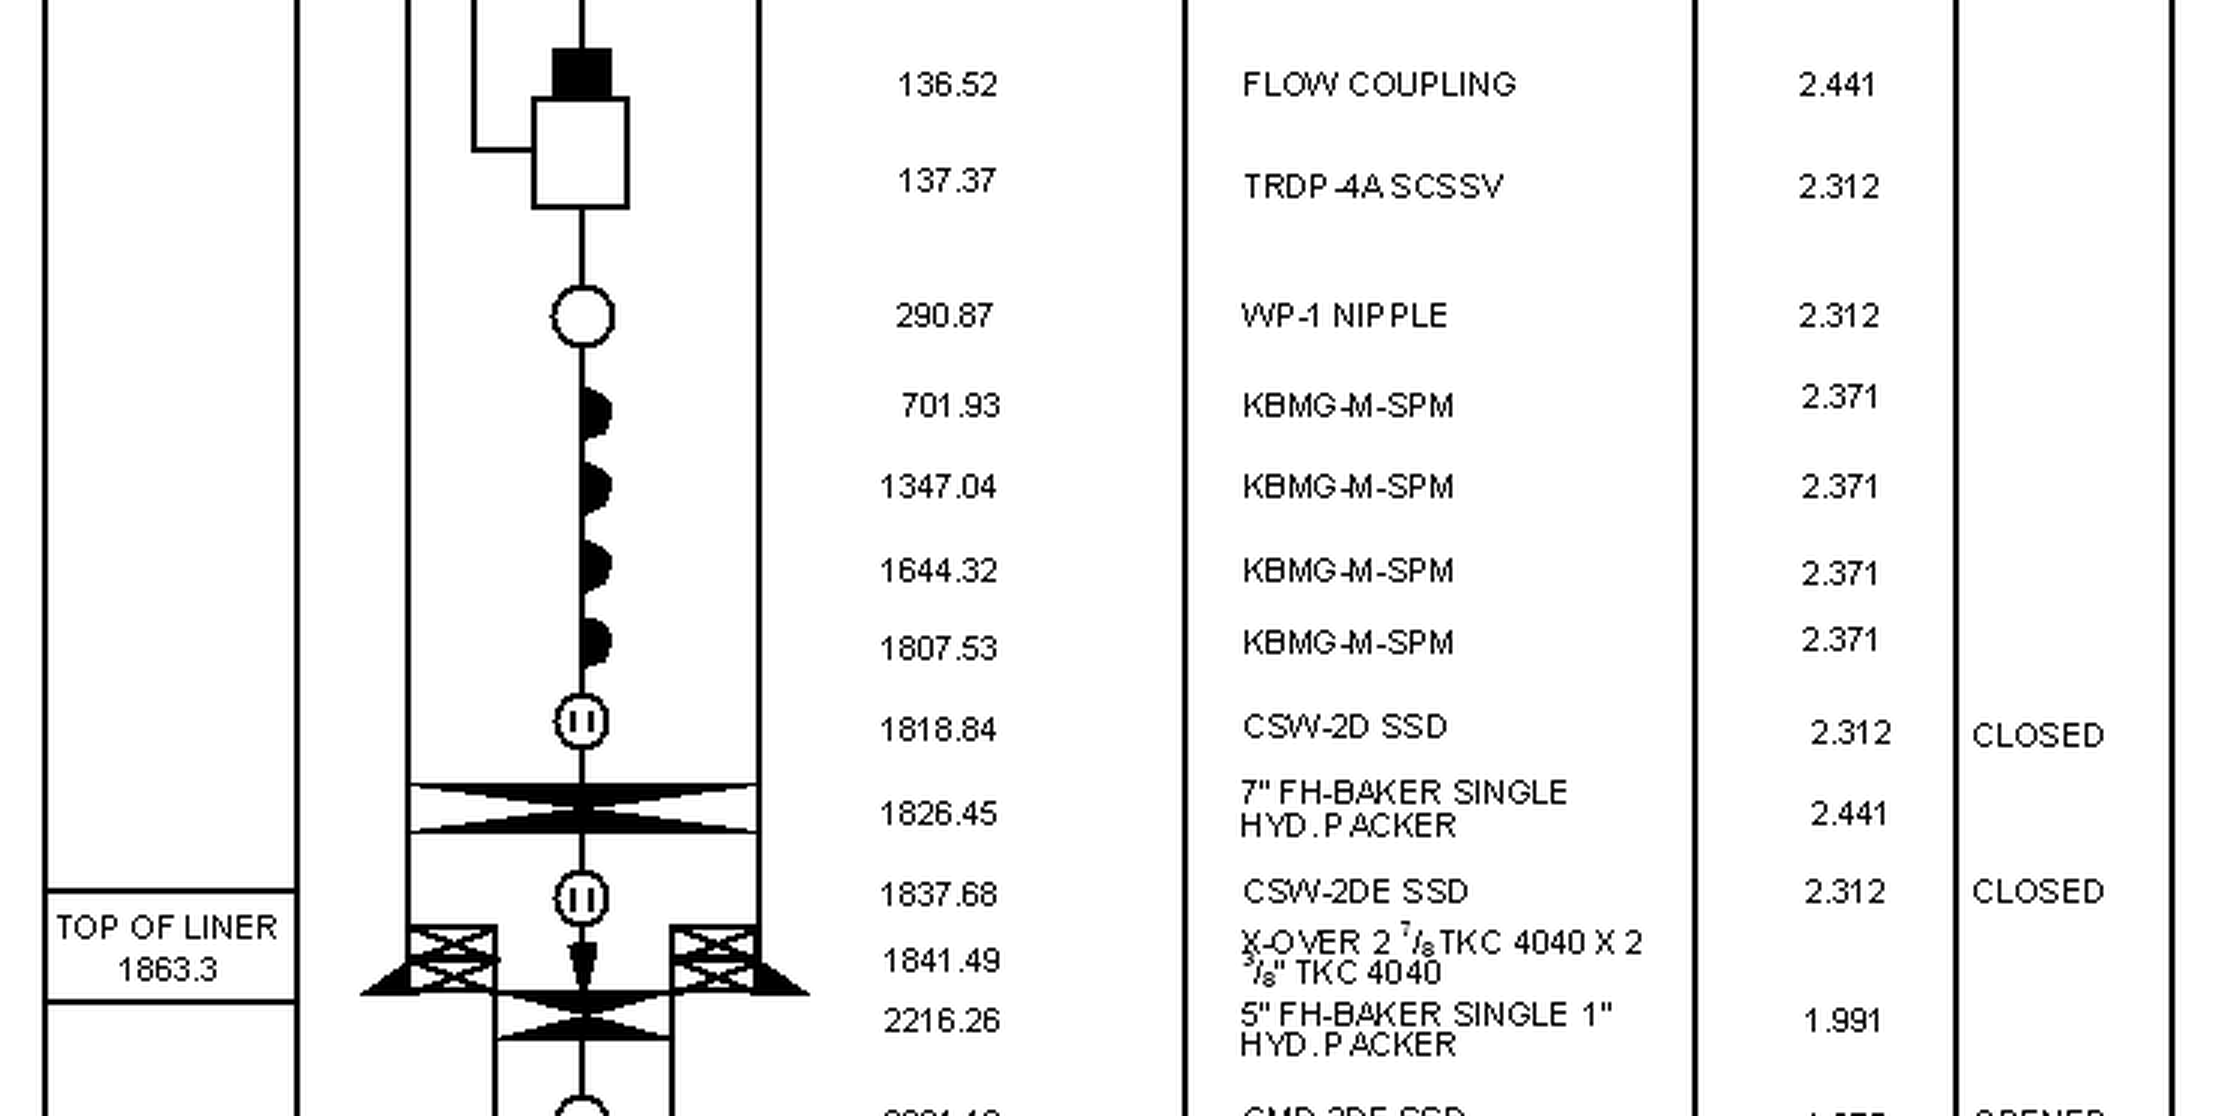 136.52 FLOW COUPLING 2.441
137.37 TRDP-4A SCSSV 2.312
290.87 WP-1 NIPPLE 2.312
701.93 KBMG-M-SPM 2.371
1347.04 KBMG-M-SPM 2.371
1644.32 KBMG-M-SPM 2.371
1807.53 KBMG-M-SPM 2.371
1818.84 CSW-2D SSD 2.312 CLOSED
7" FH-BAKER SINGLE
1826.45 HYD.PACKER 2.441
1837.68 CSW-2DE SSD 2.312 CLOSED
TOP OF LINER
1863.3
X-OVER 2 7/8 TKC 4040 X 2
1841.49 3/8" TKC 4040
5" FH-BAKER SINGLE 1"
2216.26 HYD.PACKER 1.991
SSD